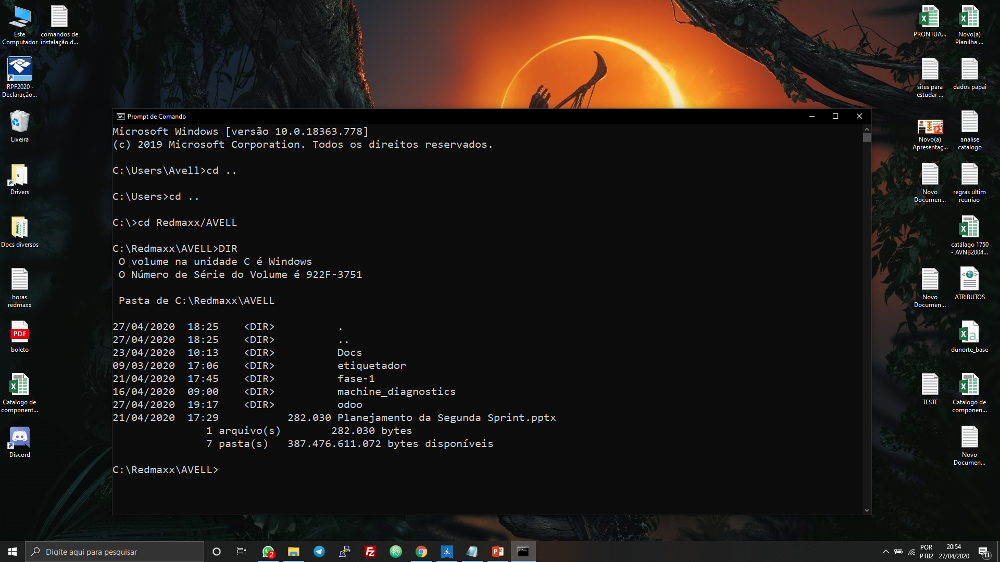 Este
Computador
comandos de
instalação d...
IRPF2020 -
Declaração...
Lixeira
Drivers
Docs diversos
horas
redmaxx
PDF
boleto
Catalogo de
component...
Discord
Prompt de Comando
Microsoft Windows [versão 10.0.18363.778]
(c) 2019 Microsoft Corporation. Todos os direitos reservados.
C:\Users\Avell>cd ..
C:\Users>cd ..
C:\>cd Redmaxx/AVELL
C:\Redmaxx\AVELL>DIR
O volume na unidade C é Windows
O Número de Série do Volume é 922F-3751
Pasta de C:\Redmaxx\AVELL
27/04/2020  18:25    <DIR>          .
27/04/2020  18:25    <DIR>          ..
23/04/2020  10:13    <DIR>          Docs
09/03/2020  17:06    <DIR>          etiquetador
21/04/2020  17:45    <DIR>          fase-1
16/04/2020  09:00    <DIR>          machine_diagnostics
27/04/2020  19:17    <DIR>          odoo
21/04/2020  17:29           282.030 Planejamento da Segunda Sprint.pptx
1 arquivo(s)        282.030 bytes
7 pasta(s)   387.476.611.072 bytes disponíveis
C:\Redmaxx\AVELL>
PRONTUA...
Novo(a)
Planilha ...
sites para
estudar ...
dados papai
Novo(a)
Apresentaç...
analise
catalogo
Novo
Documen...
regras ultim
reuniao
catálago 1750
- AVNB2004...
Novo
Documen...
ATRIBUTOS
dunorte_base
TESTE
Catalogo de
componen...
Novo
Documen...
Digite aqui para pesquisar
2
POR
PTB2
20:54
27/04/2020
13